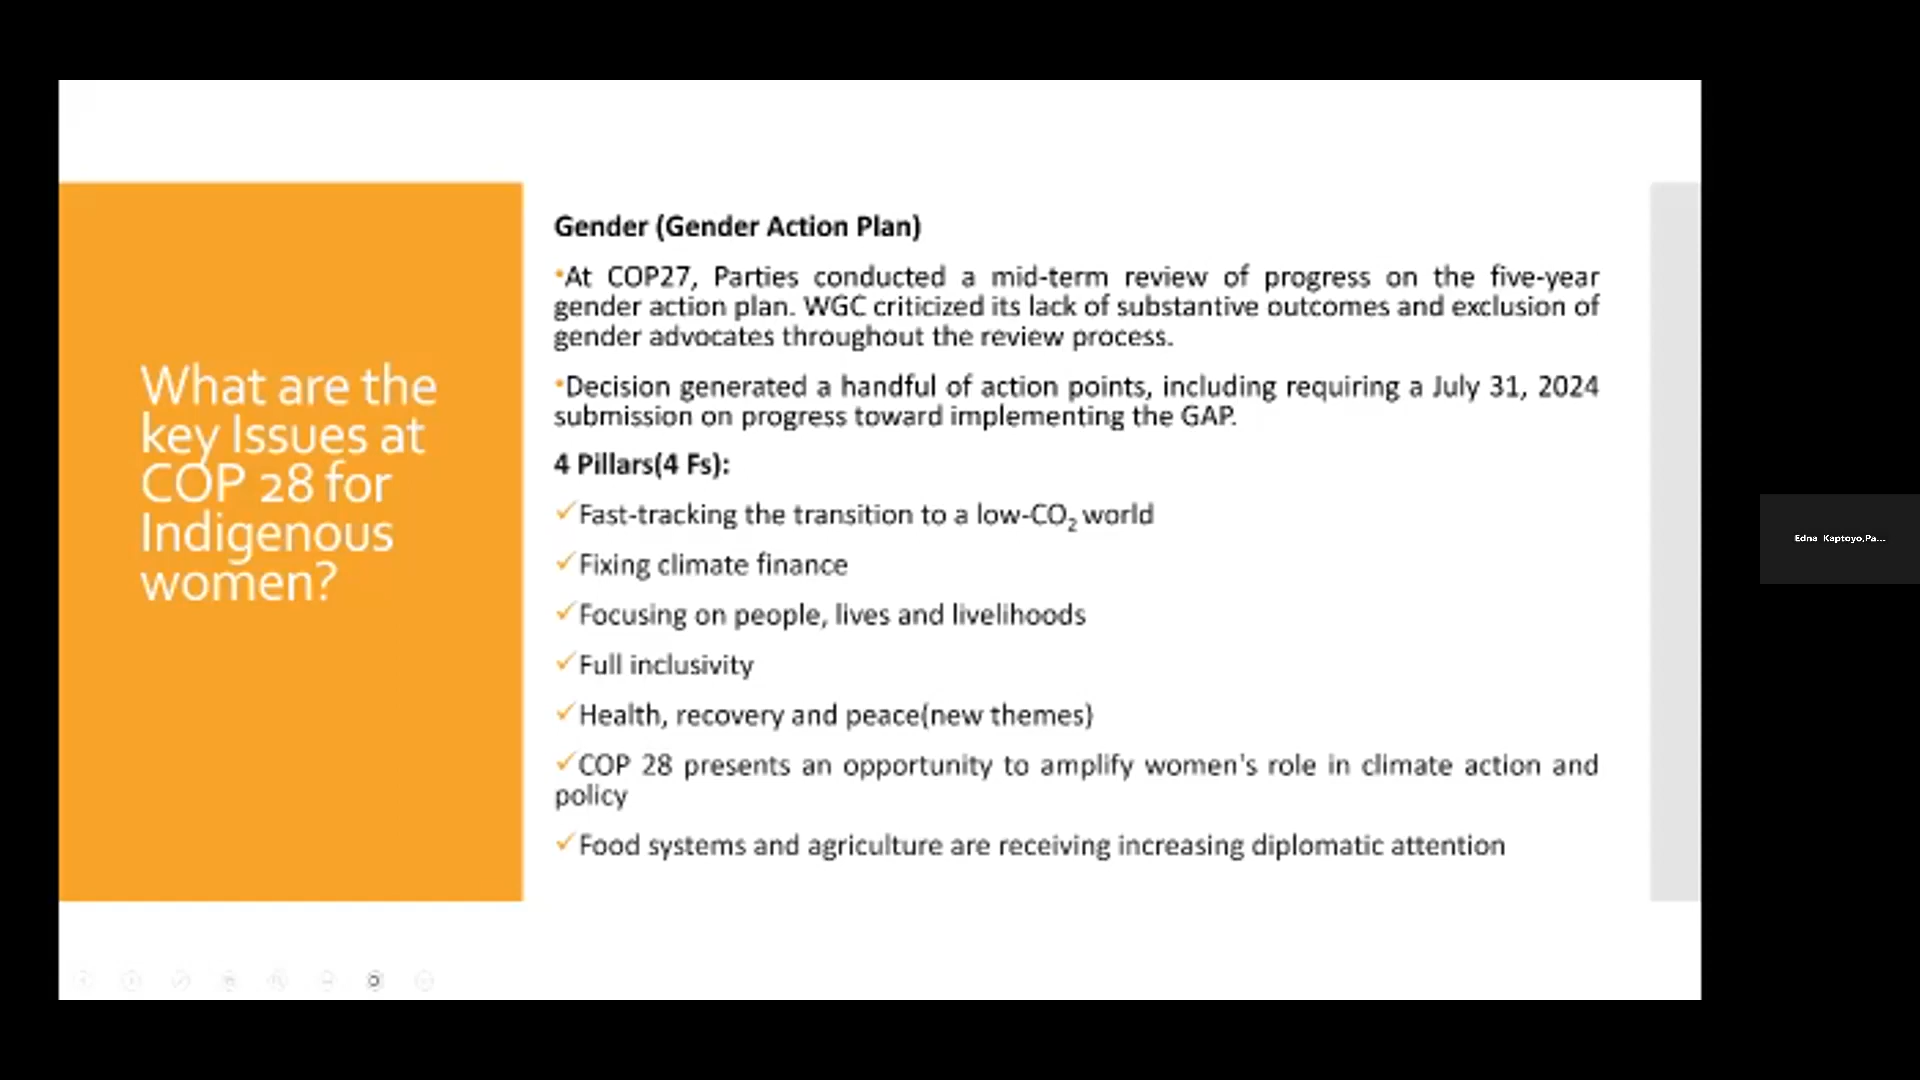 What are the
key Issues at
COP 28 for
Indigenous
women?
Gender (Gender Action Plan)
•At COP27, Parties conducted a mid-term review of progress on the five-year
gender action plan. WGC criticized its lack of substantive outcomes and exclusion of
gender advocates throughout the review process.
•Decision generated a handful of action points, including requiring a July 31, 2024
submission on progress toward implementing the GAP.
4 Pillars(4 Fs):
✓Fast-tracking the transition to a low-CO₂ world
✓Fixing climate finance
✓Focusing on people, lives and livelihoods
✓Full inclusivity
✓Health, recovery and peace(new themes)
✓COP 28 presents an opportunity to amplify women's role in climate action and
policy
✓Food systems and agriculture are receiving increasing diplomatic attention
Edna Kaptoyo,Pa...